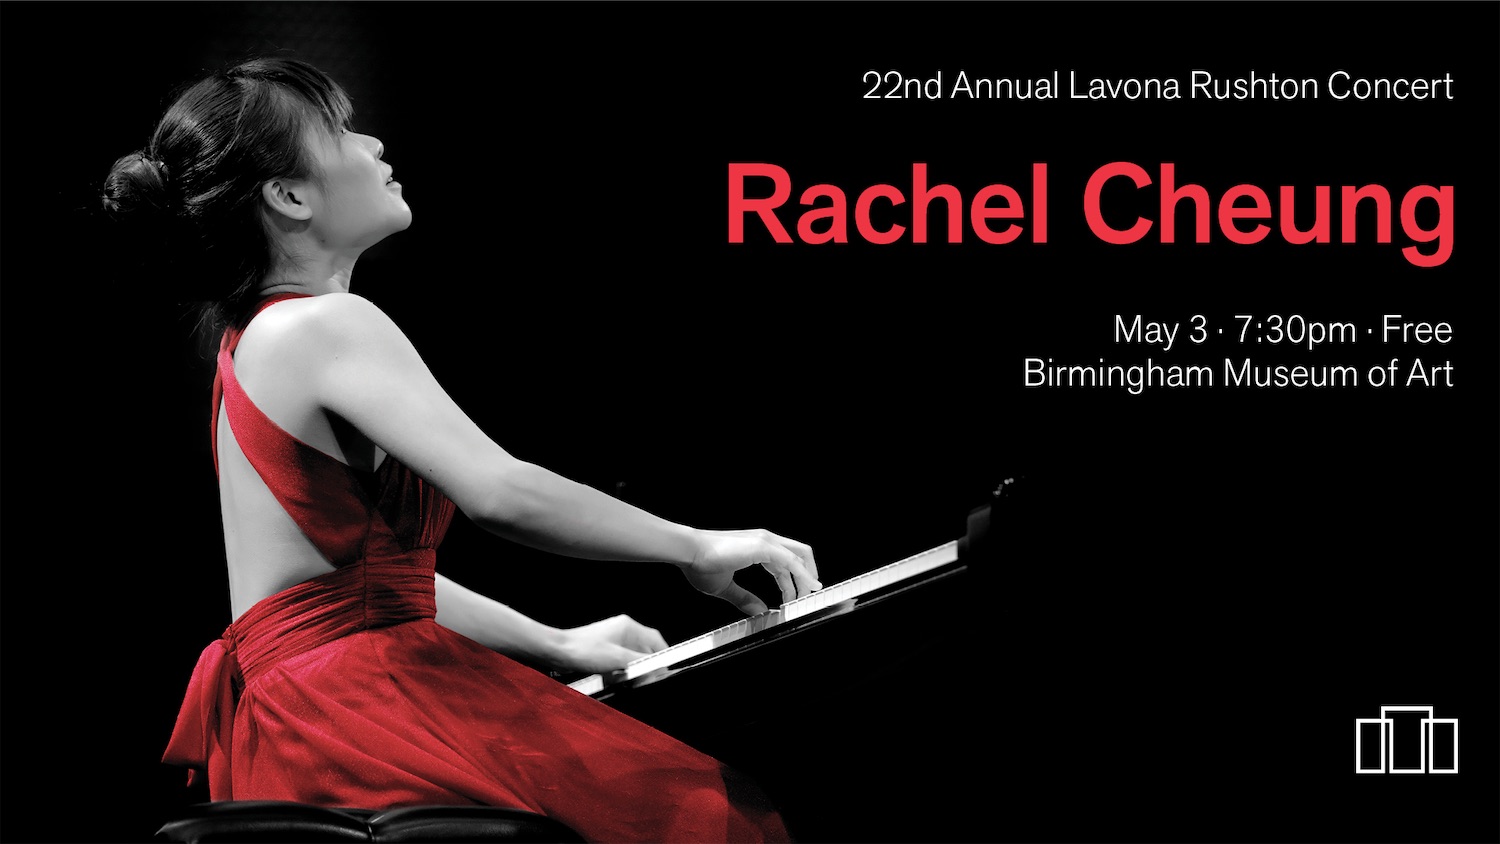 22nd Annual Lavona Rushton Concert
Rachel Cheung
May 3 · 7:30pm · Free
Birmingham Museum of Art